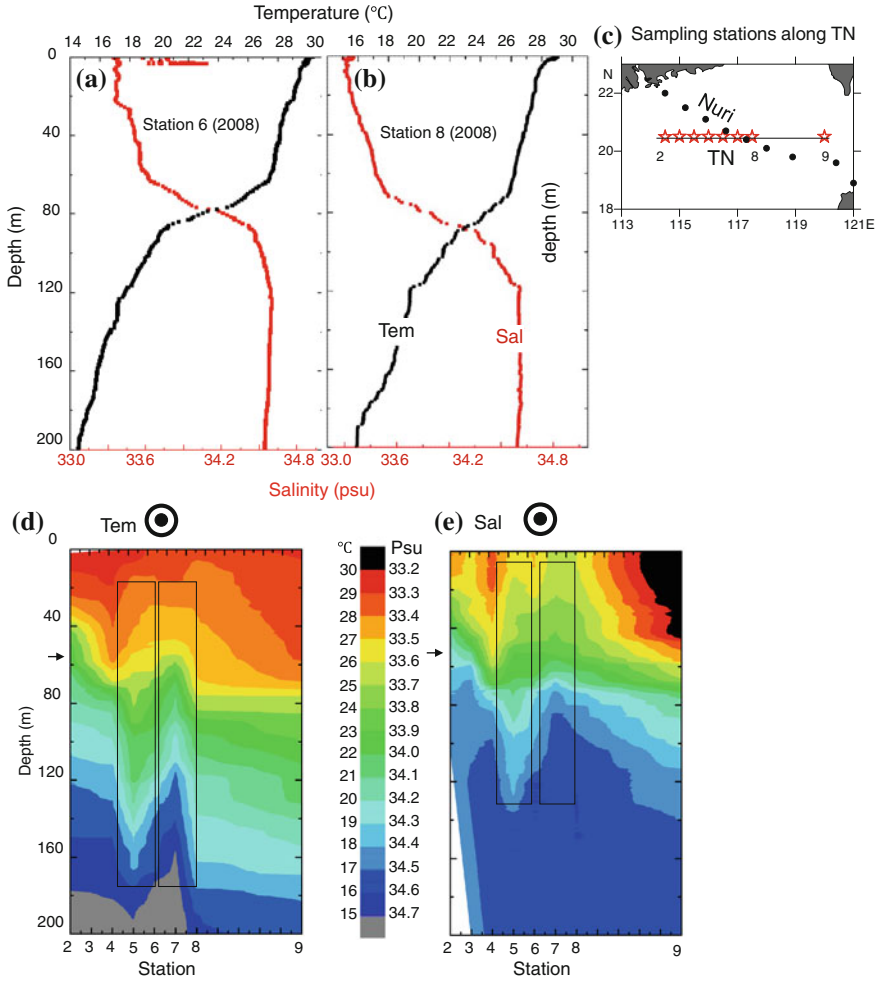 Temperature (°C)
14 16 18 20 22 24 26 28 30
14 16 18 20 22 24 26 28 30
(c) Sampling stations along TN
0
40
80
120
160
200
Depth (m)
(a)
Station 6 (2008)
(b)
Station 8 (2008)
depth (m)
Tem
Sal
33.0 33.6 34.2 34.8
33.0 33.6 34.2 34.8
Salinity (psu)
N
22
20
18
Nuri
TN
2 8 9
113 115 117 119 121E
(d) Tem
0
40
80
120
160
200
Depth (m)
2 3 4 5 6 7 8 9
Station
°C Psu
30 33.2
29 33.3
28 33.4
27 33.5
26 33.6
25 33.7
24 33.8
23 33.9
22 34.0
21 34.1
20 34.2
19 34.3
18 34.4
17 34.5
16 34.6
15 34.7
(e) Sal
2 3 4 5 6 7 8 9
Station